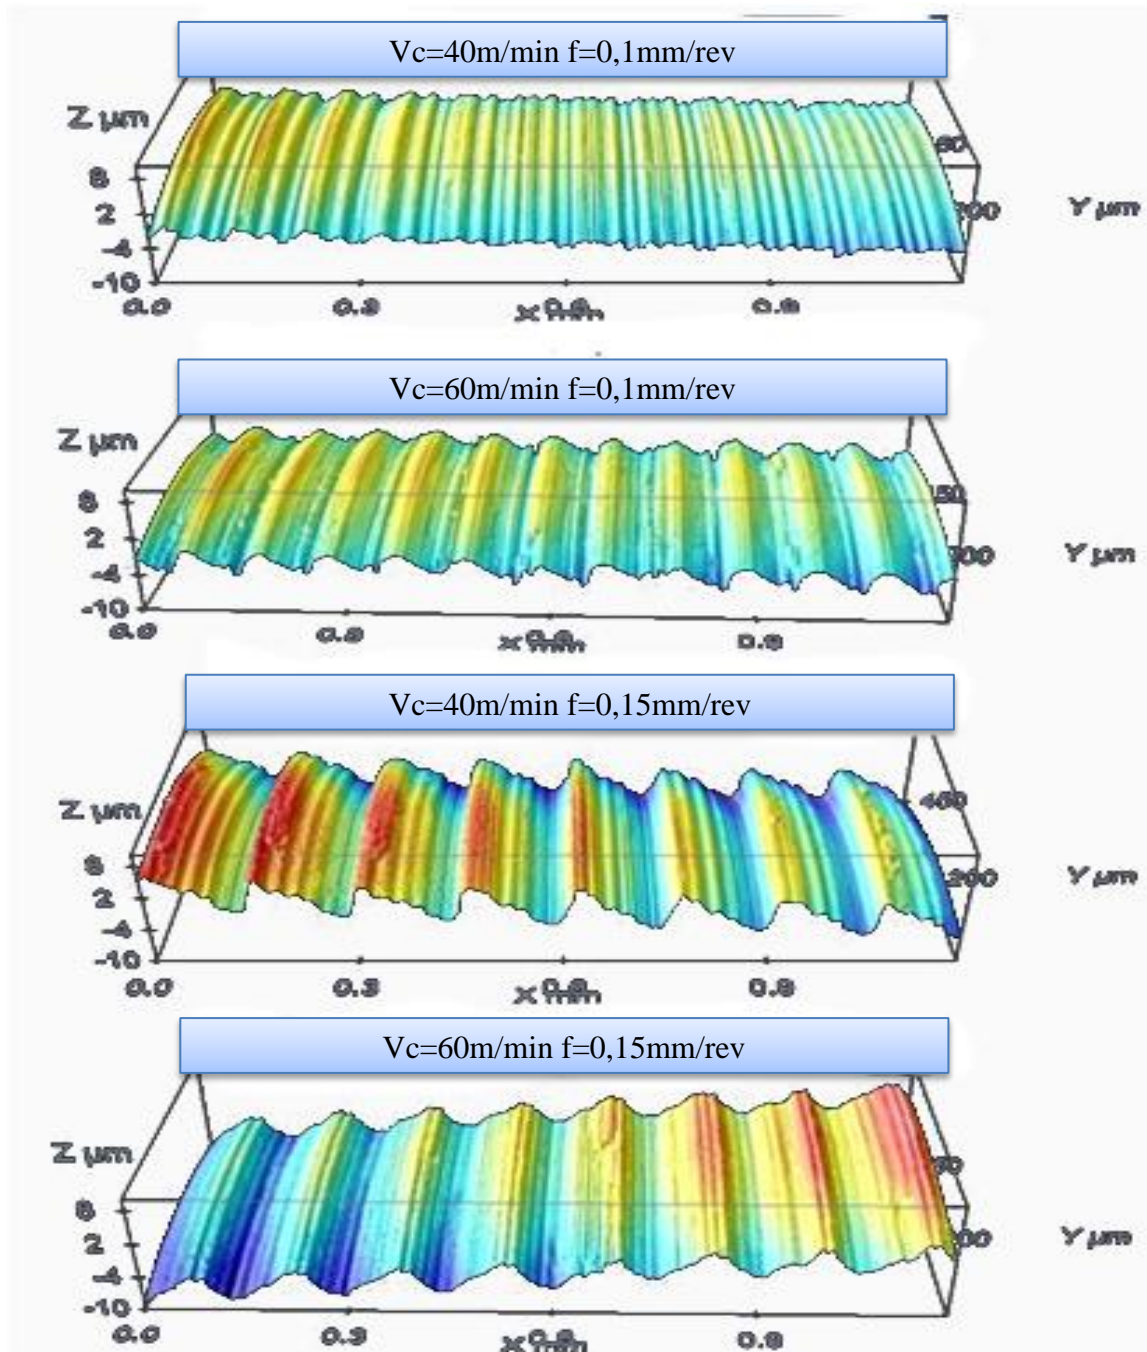 Vc=40m/min f=0,1mm/rev
Z µm
8
2
-4
-10
Y µm
0.0 0.3 X mm 0.9
Vc=60m/min f=0,1mm/rev
Z µm
8
2
-4
-10
Y µm
0.0 0.3 X mm 0.9
Vc=40m/min f=0,15mm/rev
Z µm
8
2
-4
-10
200 Y µm
0.0 0.3 X mm 0.9
Vc=60m/min f=0,15mm/rev
Z µm
8
2
-4
-10
Y µm
0.0 0.3 X mm 0.9